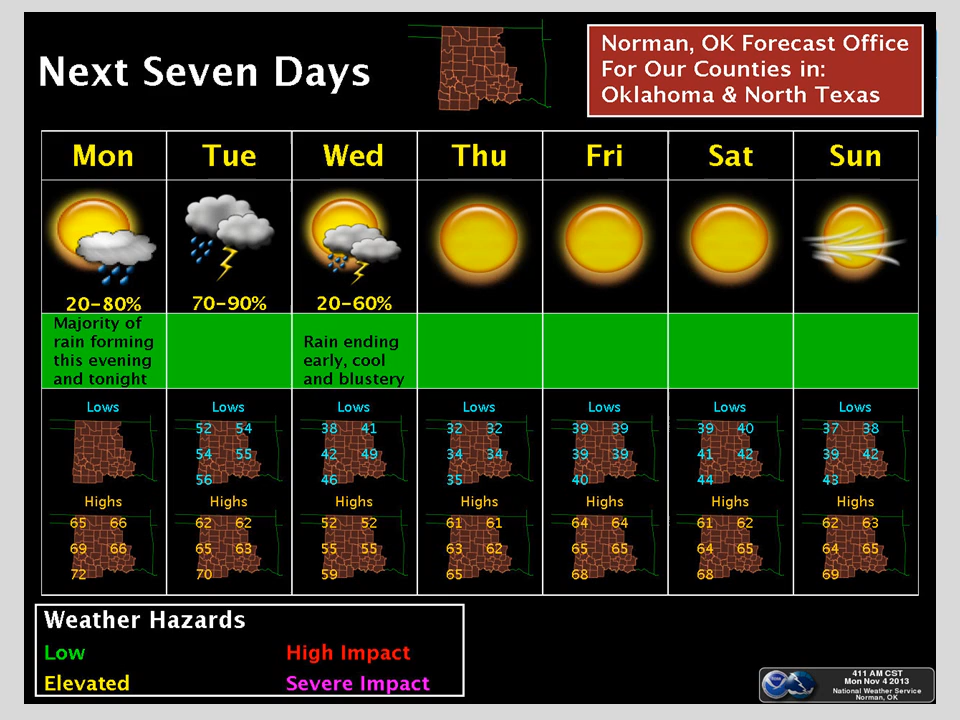 Next Seven Days
Norman, OK Forecast Office
For Our Counties in:
Oklahoma & North Texas
Mon Tue Wed Thu Fri Sat Sun
20-80% 70-90% 20-60%
Majority of
rain forming
this evening
and tonight
Rain ending
early, cool
and blustery
Lows Lows Lows Lows Lows Lows Lows
52 54 38 41 32 32 39 39 39 40 37 38
54 55 42 49 34 34 39 39 41 42 39 42
56 46 35 40 44 43
Highs Highs Highs Highs Highs Highs Highs
65 66 62 62 52 52 61 61 64 64 61 62 62 63
69 66 65 63 55 55 63 62 65 65 64 65 64 65
72 70 59 65 68 68 69
Weather Hazards
Low High Impact
Elevated Severe Impact
411 AM CST
Mon Nov 4 2013
National Weather Service
Norman, OK